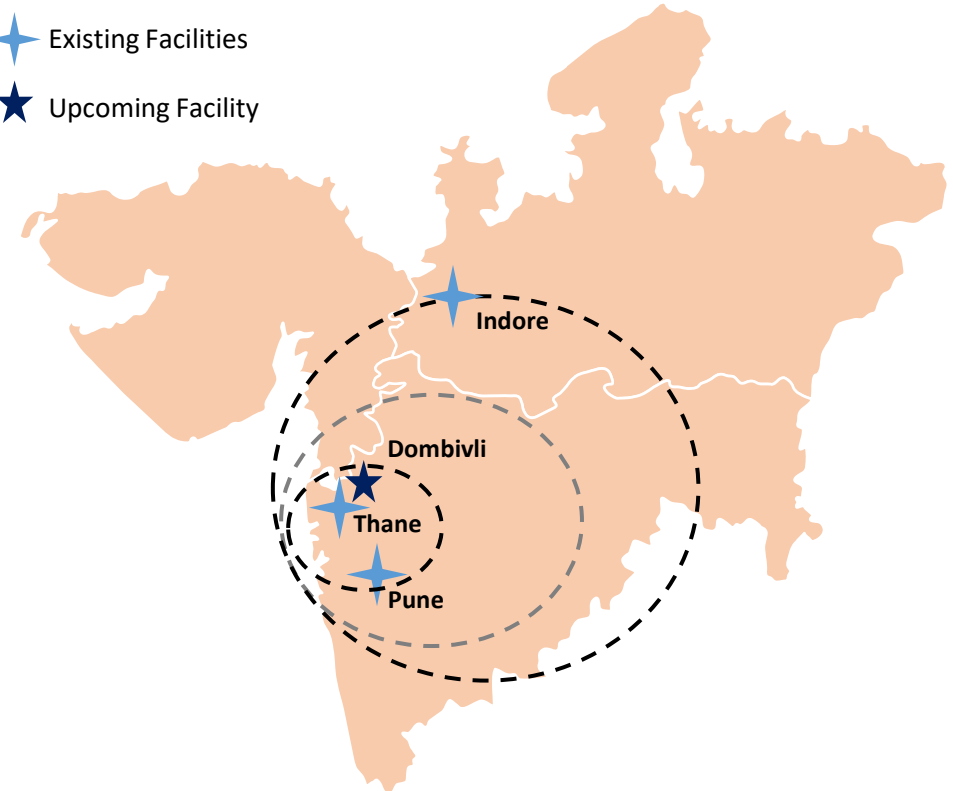 Existing Facilities
Upcoming Facility
Indore
Dombivli
Thane
Pune